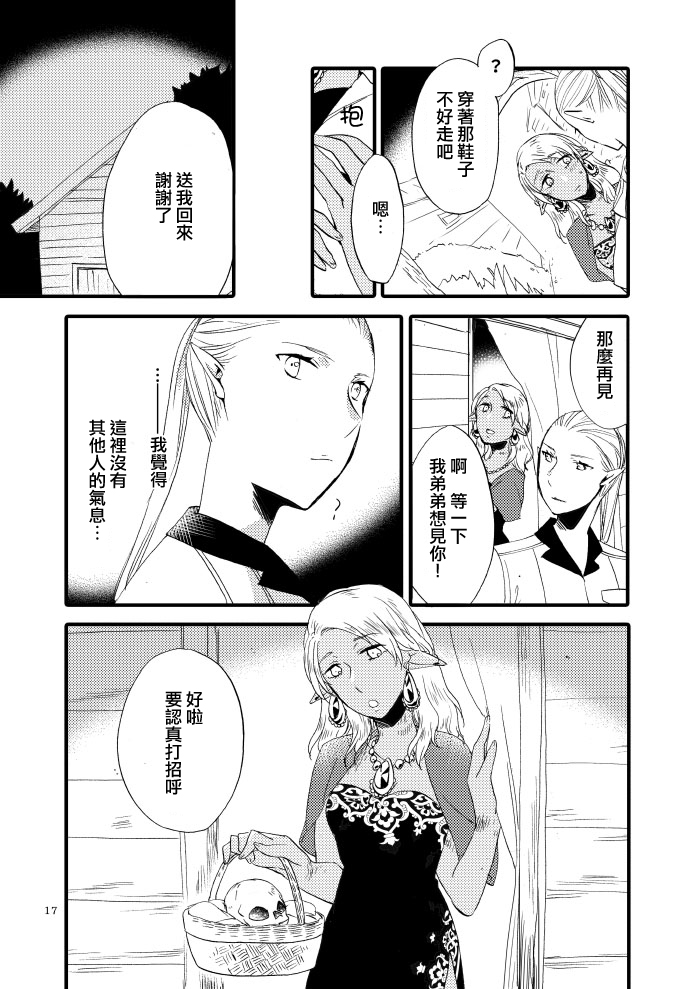 ？
穿著那鞋子
不好走吧
抱
嗯…
送我回來
謝謝了
那麼再見
啊 等一下
我弟弟想見你！
…——我覺得
這裡沒有
其他人的氣息…
？
好啦
要認真打招呼
17